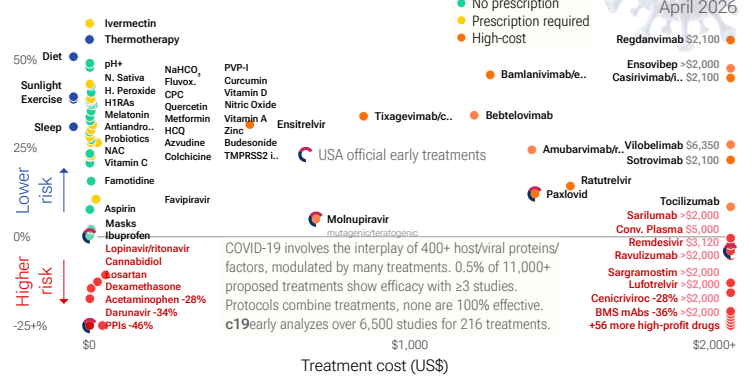 No prescription
Prescription required
High-cost
April 2026
Ivermectin
Thermotherapy
50%
Diet
pH+
N. Sativa
Sunlight
H. Peroxide
Exercise
H1RAs
Melatonin
Sleep
Antiandro..
Probiotics
25%
NAC
Vitamin C
Famotidine
Aspirin
Masks
0%
Ibuprofen
NaHCO₃
Fluvox.
CPC
Quercetin
Metformin
HCQ
Azvudine
Colchicine
Favipiravir
PVP-I
Curcumin
Vitamin D
Nitric Oxide
Vitamin A
Zinc
Budesonide
TMPRSS2 i..
Ensitrelvir
USA official early treatments
Tixagevimab/c..
Bamlanivimab/e..
Bebtelovimab
Amubarvimab/r..
Ratutrelvir
Paxlovid
Molnupiravir
mutagenic/teratogenic
Regdanvimab $2,100
Ensovibep >$2,000
Casirivimab/i.. $2,100
Vilobelimab $6,350
Sotrovimab $2,100
Tocilizumab
Sarilumab >$2,000
Conv. Plasma $5,000
Remdesivir $3,120
Ravulizumab >$2,000
Sargramostim >$2,000
Lufotrelvir >$2,000
Cenicriviroc -28% >$2,000
BMS mAbs -36% >$2,000
+56 more high-profit drugs
Lower
risk
Higher
risk
Lopinavir/ritonavir
Cannabidiol
Losartan
Dexamethasone
Acetaminophen -28%
Darunavir -34%
PPIs -46%
COVID-19 involves the interplay of 400+ host/viral proteins/
factors, modulated by many treatments. 0.5% of 11,000+
proposed treatments show efficacy with ≥3 studies.
Protocols combine treatments, none are 100% effective.
c19early analyzes over 6,500 studies for 216 treatments.
-25+%
$0
$1,000
$2,000+
Treatment cost (US$)